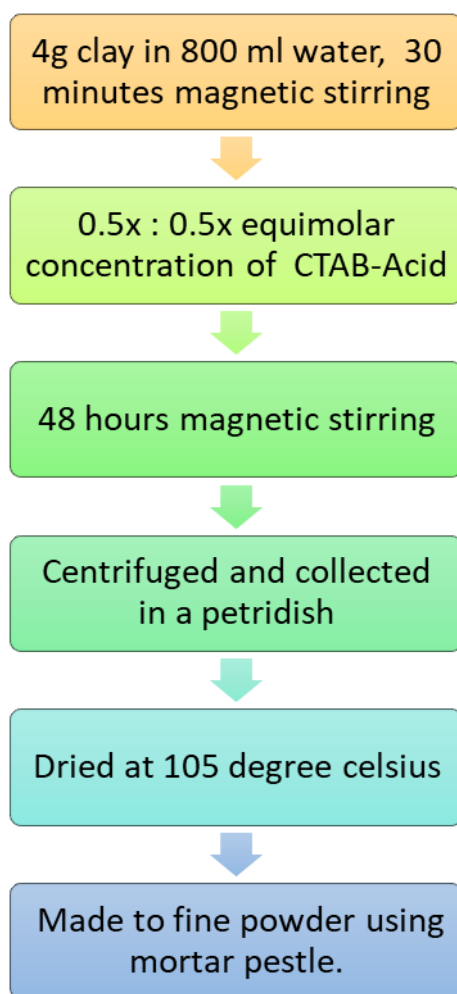 4g clay in 800 ml water,  30
minutes magnetic stirring
0.5x : 0.5x equimolar
concentration of  CTAB-Acid
48 hours magnetic stirring
Centrifuged and collected
in a petridish
Dried at 105 degree celsius
Made to fine powder using
mortar pestle.